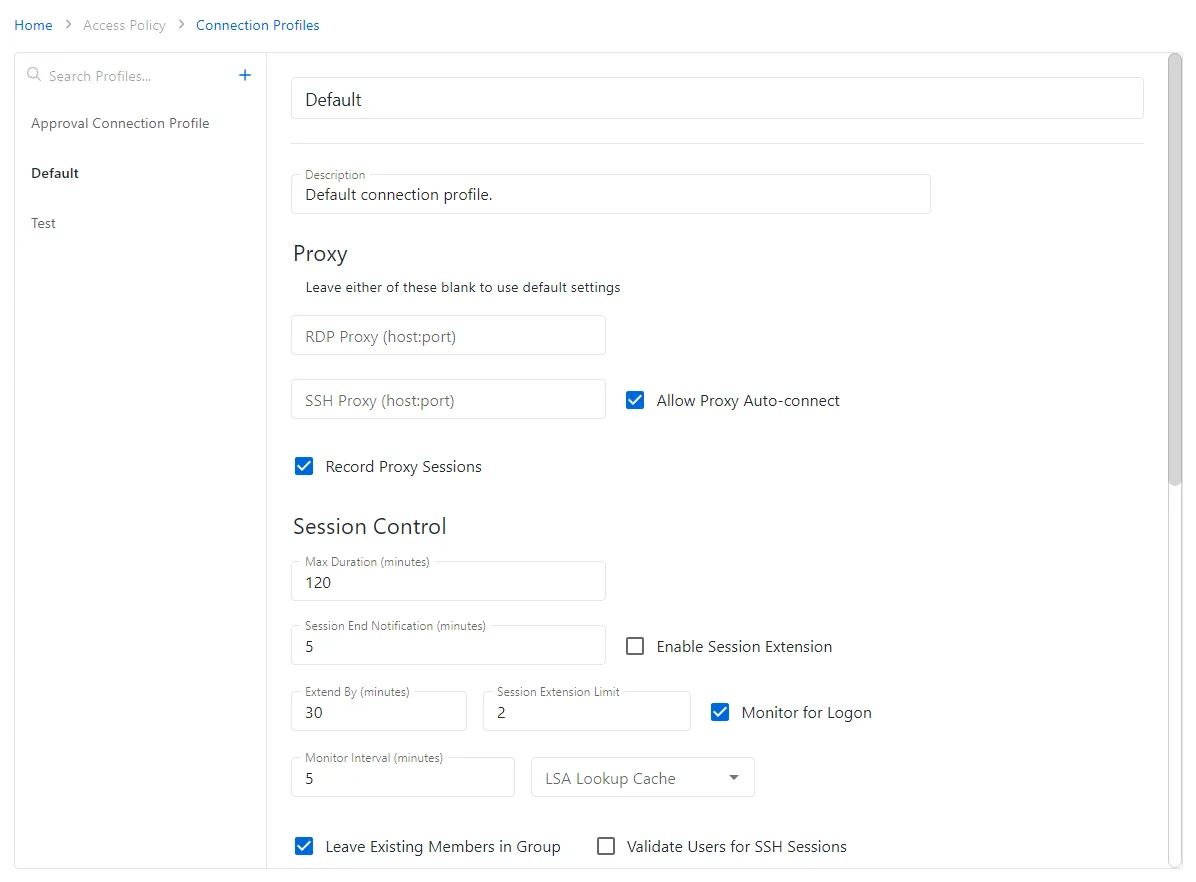 Home > Access Policy > Connection Profiles
Search Profiles... +
Approval Connection Profile
Default
Test
Default
Description
Default connection profile.
Proxy
Leave either of these blank to use default settings
RDP Proxy (host:port)
SSH Proxy (host:port) Allow Proxy Auto-connect
Record Proxy Sessions
Session Control
Max Duration (minutes)
120
Session End Notification (minutes)
5 Enable Session Extension
Extend By (minutes) Session Extension Limit
30 2 Monitor for Logon
Monitor Interval (minutes)
5 LSA Lookup Cache
Leave Existing Members in Group Validate Users for SSH Sessions